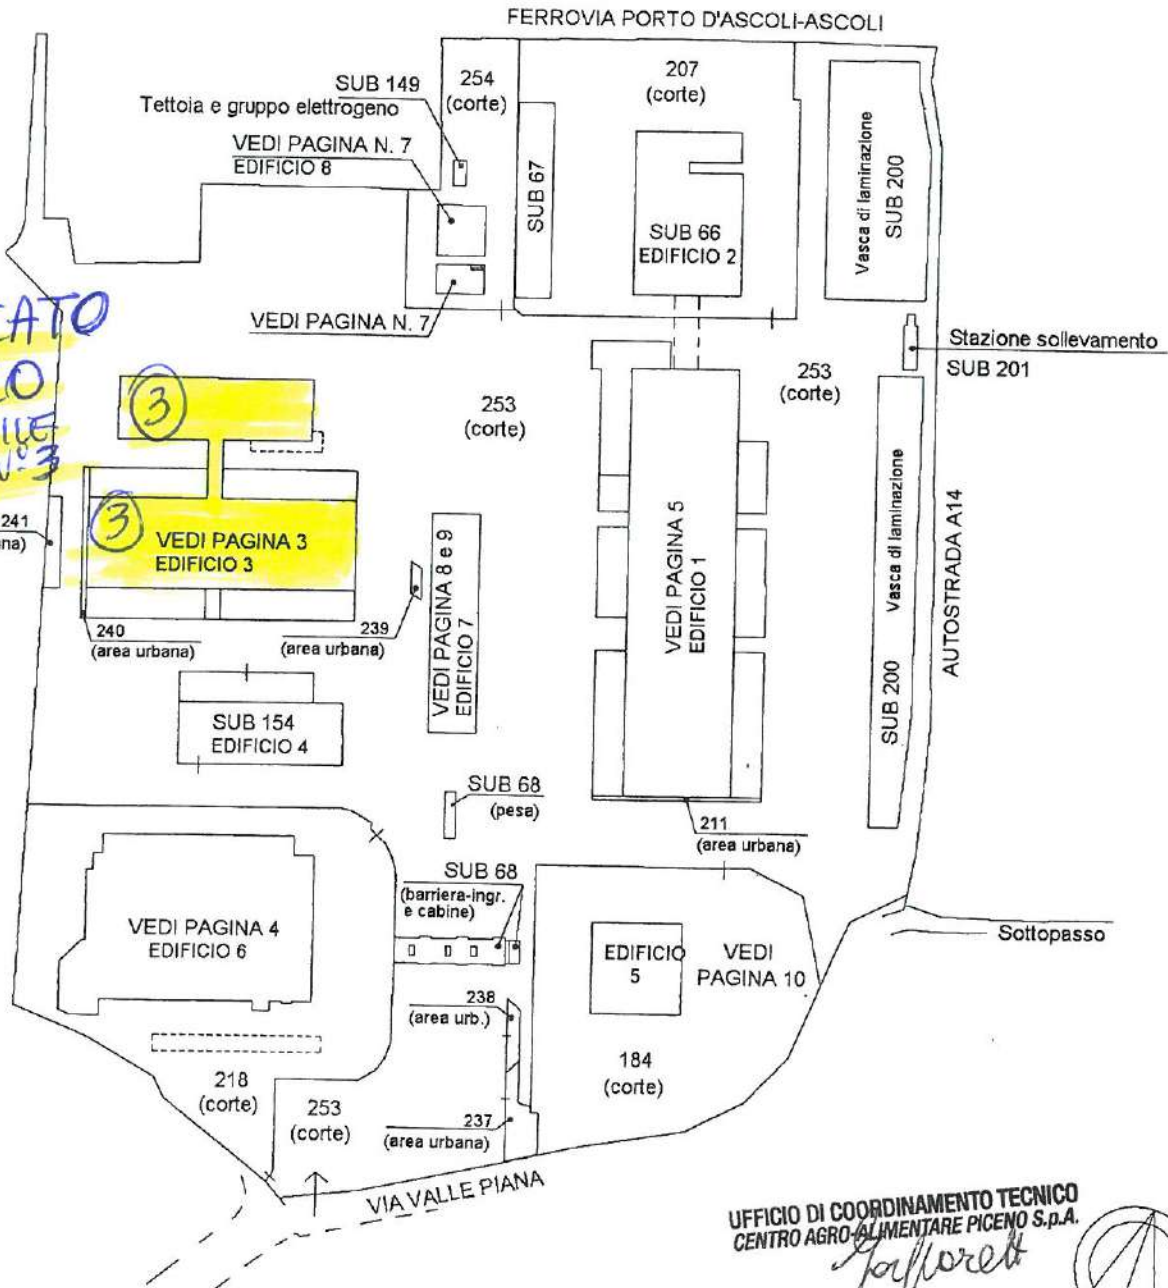 FERROVIA PORTO D'ASCOLI-ASCOLI
SUB 149
Tettoia e gruppo elettrogeno
254
(corte)
207
(corte)
VEDI PAGINA N. 7
EDIFICIO 8
SUB 67
SUB 66
EDIFICIO 2
Vasca di laminazione
SUB 200
VEDI PAGINA N. 7
Stazione sollevamento
SUB 201
253
(corte)
253
(corte)
3
3
VEDI PAGINA 3
EDIFICIO 3
241
240
(area urbana)
239
(area urbana)
VEDI PAGINA 8 e 9
EDIFICIO 7
VEDI PAGINA 5
EDIFICIO 1
SUB 200
Vasca di laminazione
AUTOSTRADA A14
SUB 154
EDIFICIO 4
SUB 68
(pesa)
211
(area urbana)
SUB 68
(barriera-ingr.
e cabine)
VEDI PAGINA 4
EDIFICIO 6
EDIFICIO
5
VEDI
PAGINA 10
Sottopasso
238
(area urb.)
184
(corte)
218
(corte)
253
(corte)
237
(area urbana)
VIA VALLE PIANA
UFFICIO DI COORDINAMENTO TECNICO
CENTRO AGRO-ALIMENTARE PICENO S.p.A.